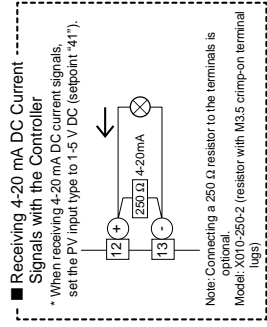 ■ Receiving 4-20 mA DC Current
Signals with the Controller
* When receiving 4-20 mA DC current signals,
set the PV input type to 1-5 V DC (setpoint "41").
12 +
250 Ω 4-20mA
13 -
Note: Connecting a 250 Ω resistor to the terminals is
optional.
Model: X010-250-2 (resistor with M3.5 crimp-on terminal
lugs)